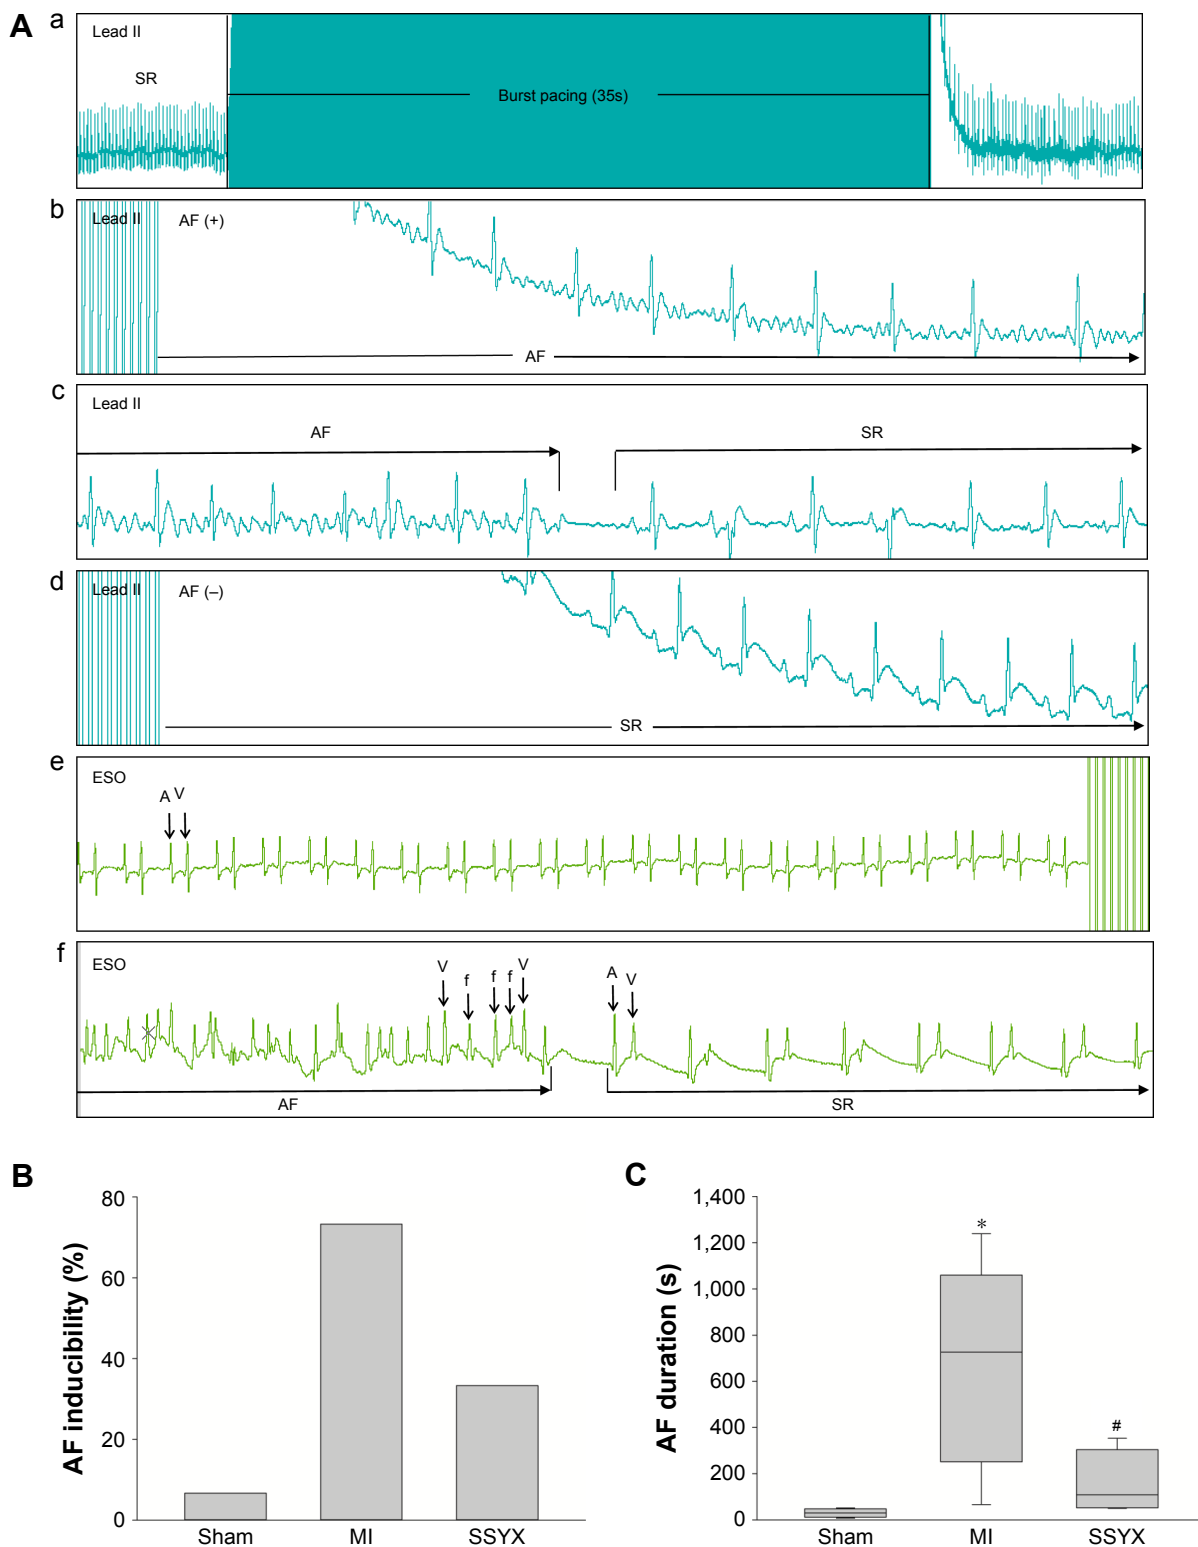 A
a
Lead II
SR
Burst pacing (35s)
b
Lead II AF (+)
AF
c
Lead II
AF SR
d
Lead II AF (–)
SR
e
ESO
A V
f
ESO
V f f f V A V
AF SR
B
AF inducibility (%)
80
60
40
20
0
Sham MI SSYX
C
AF duration (s)
1,400
1,200
1,000
800
600
400
200
0
*
#
Sham MI SSYX